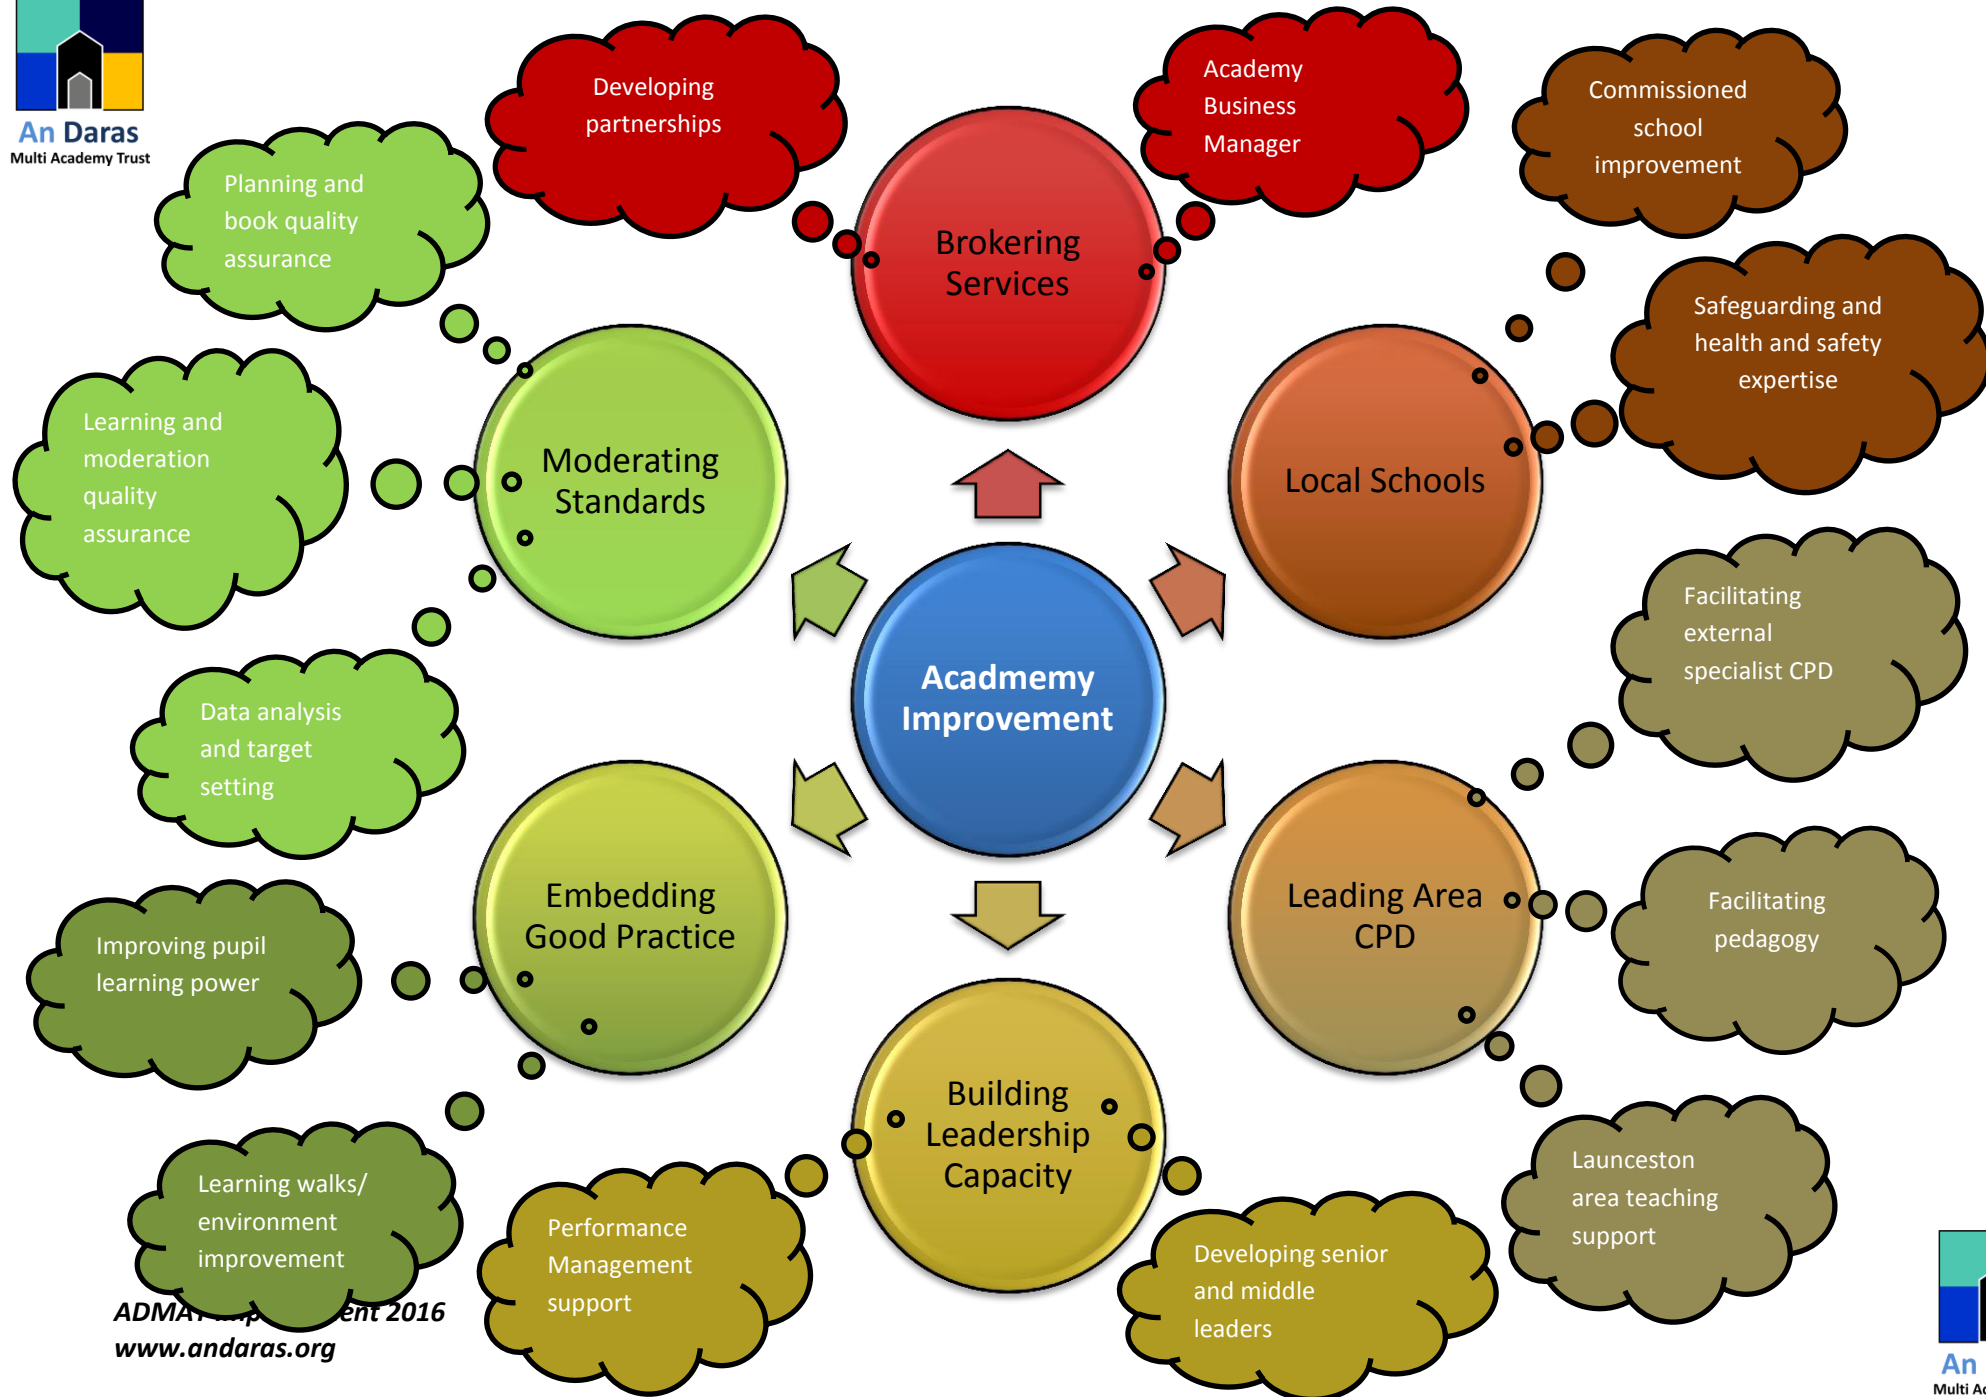 An Daras
Multi Academy Trust
Developing
partnerships
Academy
Business
Manager
Commissioned
school
improvement
Planning and
book quality
assurance
Brokering
Services
Safeguarding and
health and safety
expertise
Learning and
moderation
quality
assurance
Moderating
Standards
Local Schools
Facilitating
external
specialist CPD
Acadmemy
Improvement
Data analysis
and target
setting
Embedding
Good Practice
Leading Area
CPD
Facilitating
pedagogy
Improving pupil
learning power
Building
Leadership
Capacity
Launceston
area teaching
support
Learning walks/
environment
improvement
Performance
Management
support
Developing senior
and middle
leaders
2016
www.andaras.org
An
Multi